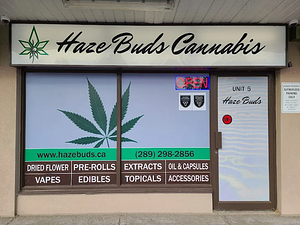 Haze Buds Cannabis
OPEN
UNIT 5
Haze Buds
www.hazebuds.ca
(289) 298-2856
DRIED FLOWER
PRE-ROLLS
EXTRACTS
OIL & CAPSULES
VAPES
EDIBLES
TOPICALS
ACCESSORIES